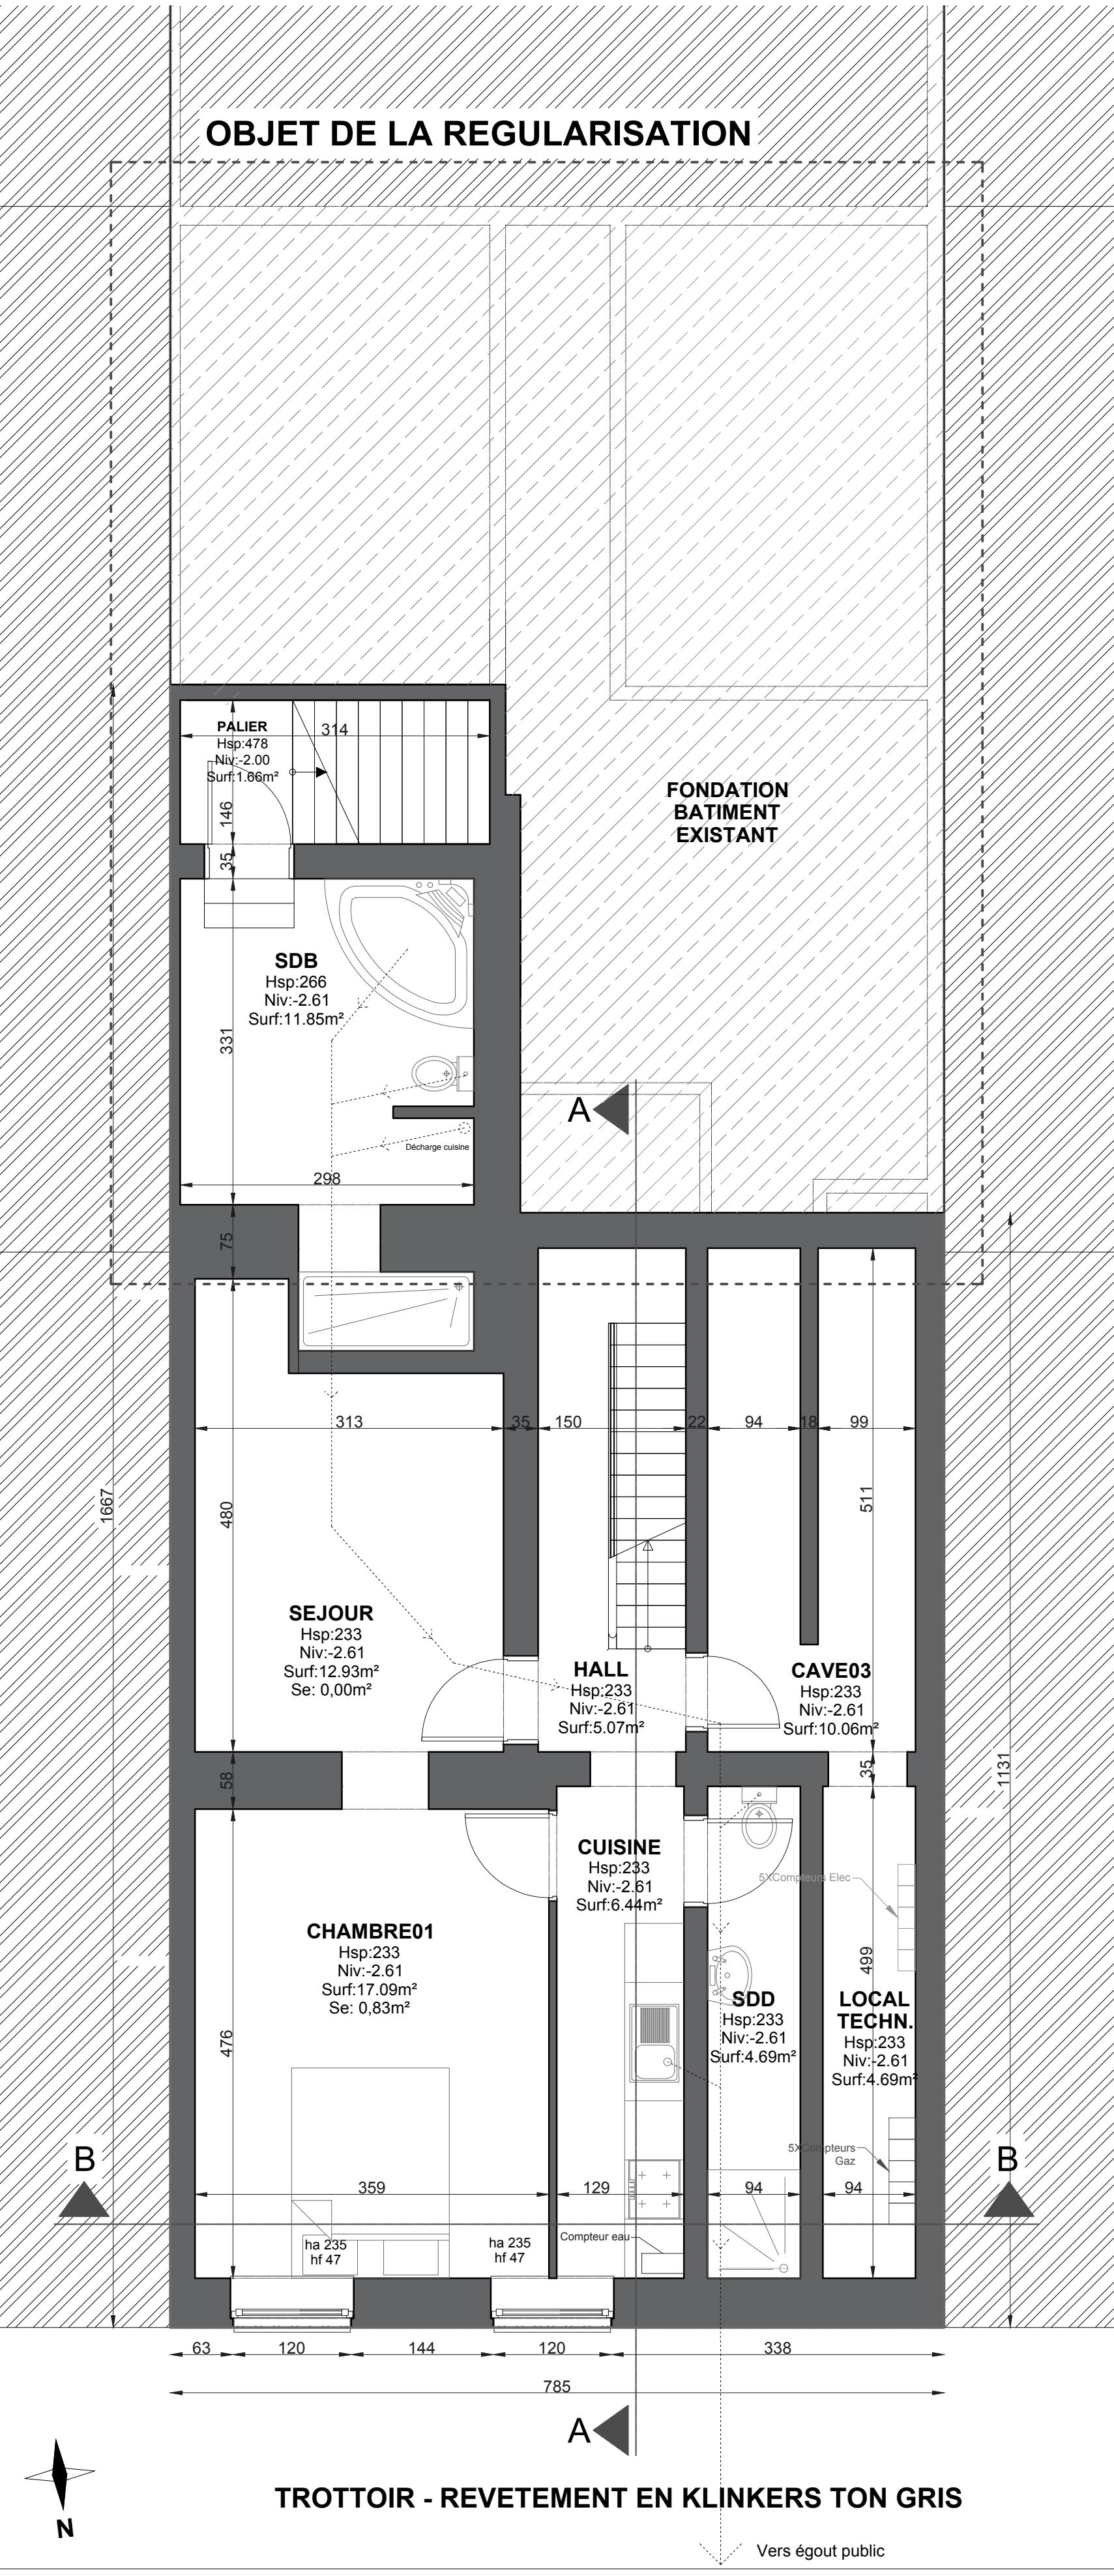 OBJET DE LA REGULARISATION
PALIER
Hsp:478
Niv:-2.00
Surf:1.66m²
314
146
35
FONDATION
BATIMENT
EXISTANT
SDB
Hsp:266
Niv:-2.61
Surf:11.85m²
331
A
Décharge cuisine
298
75
313
35
150
22
94
18
99
1667
480
511
SEJOUR
Hsp:233
Niv:-2.61
Surf:12.93m²
Se: 0,00m²
HALL
Hsp:233
Niv:-2.61
Surf:5.07m²
CAVE03
Hsp:233
Niv:-2.61
Surf:10.06m²
58
35
1131
CUISINE
Hsp:233
Niv:-2.61
Surf:6.44m²
5XCompteurs Elec
CHAMBRE01
Hsp:233
Niv:-2.61
Surf:17.09m²
Se: 0,83m²
499
SDD
Hsp:233
Niv:-2.61
Surf:4.69m²
LOCAL
TECHN.
Hsp:233
Niv:-2.61
Surf:4.69m²
476
B
5XCompteurs
Gaz
B
359
129
94
94
ha 235
hf 47
ha 235
hf 47
Compteur eau
63
120
144
120
338
785
A
N
TROTTOIR - REVETEMENT EN KLINKERS TON GRIS
Vers égout public